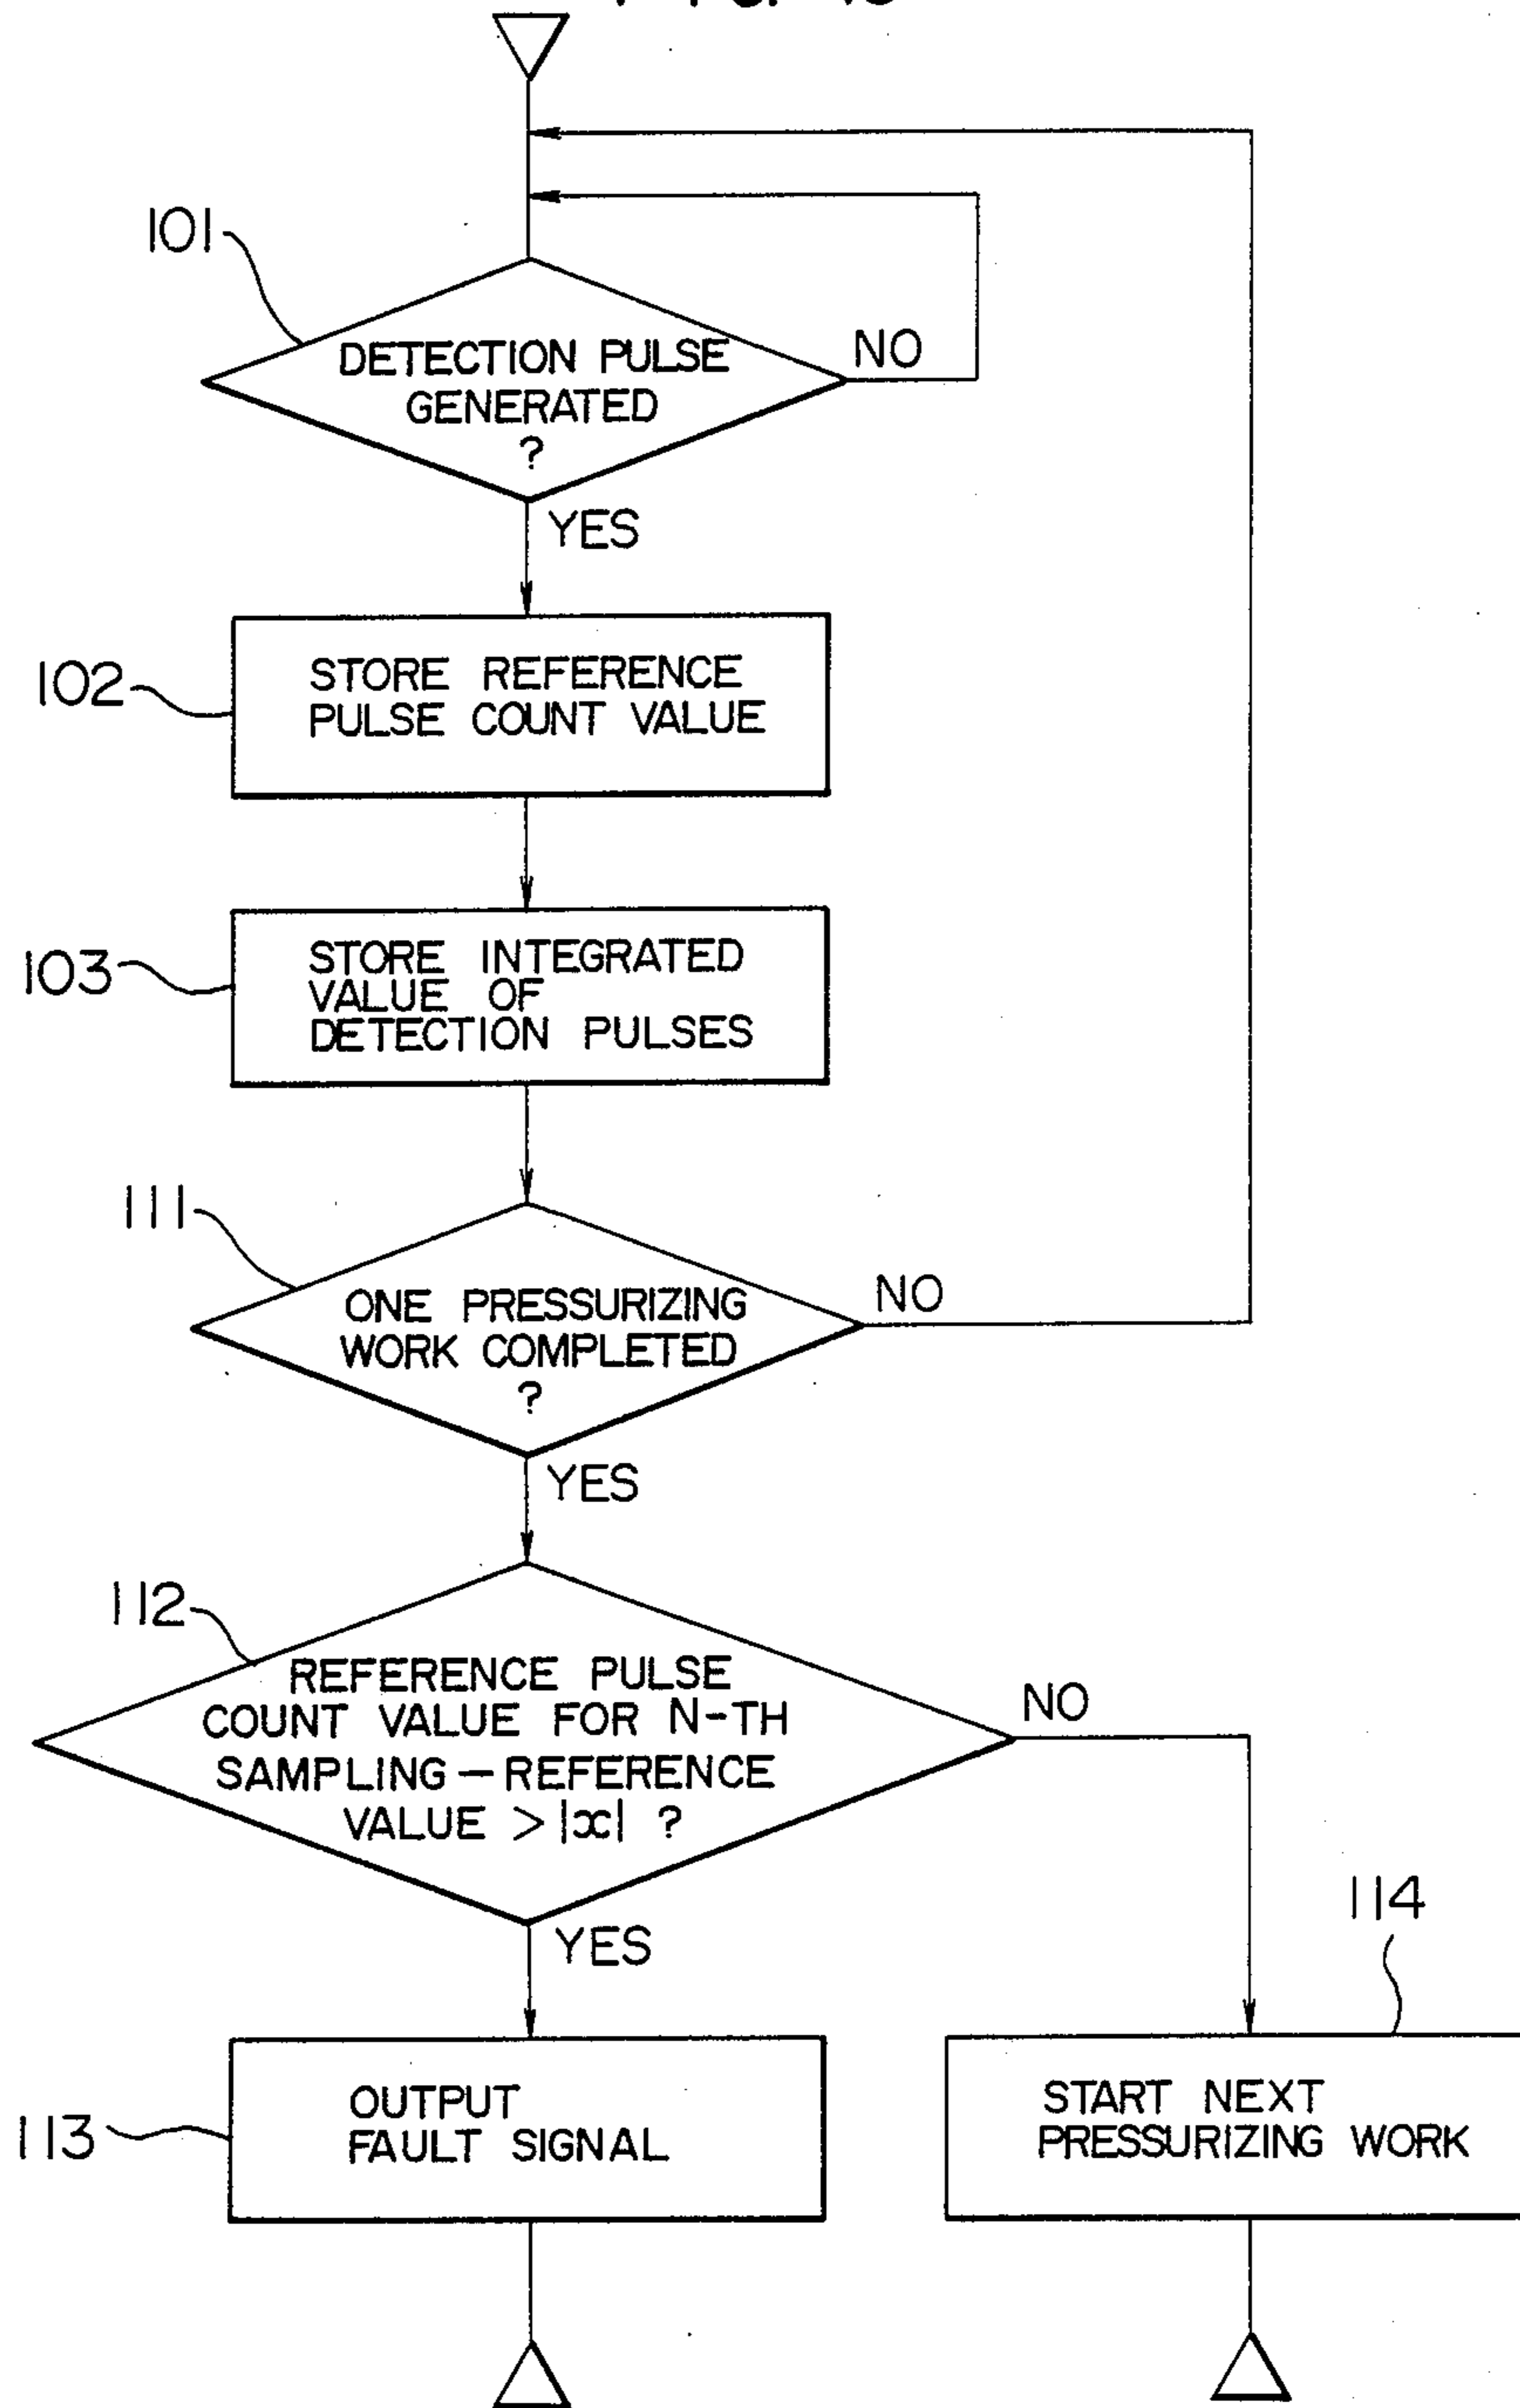 101
DETECTION PULSE
GENERATED
?
NO
YES
102
STORE REFERENCE
PULSE COUNT VALUE
103
STORE INTEGRATED
VALUE OF
DETECTION PULSES
111
ONE PRESSURIZING
WORK COMPLETED
?
NO
YES
112
REFERENCE PULSE
COUNT VALUE FOR N-TH
SAMPLING—REFERENCE
VALUE > |x| ?
NO
YES
114
113
OUTPUT
FAULT SIGNAL
START NEXT
PRESSURIZING WORK